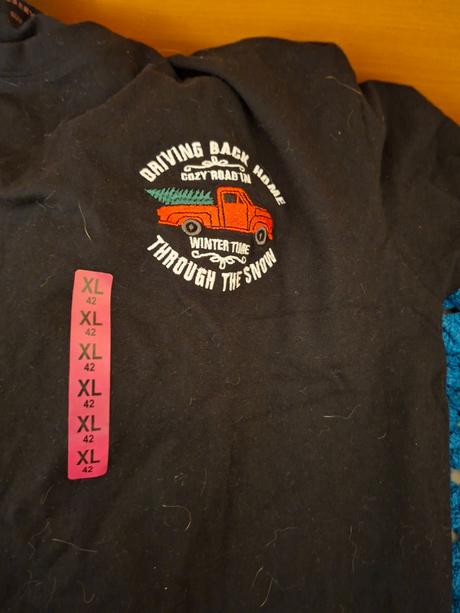 DRIVING BACK HOME
COZY ROAD IN
WINTER TIME
THROUGH THE SNOW
XL
42
XL
42
XL
42
XL
42
XL
42
XL
42